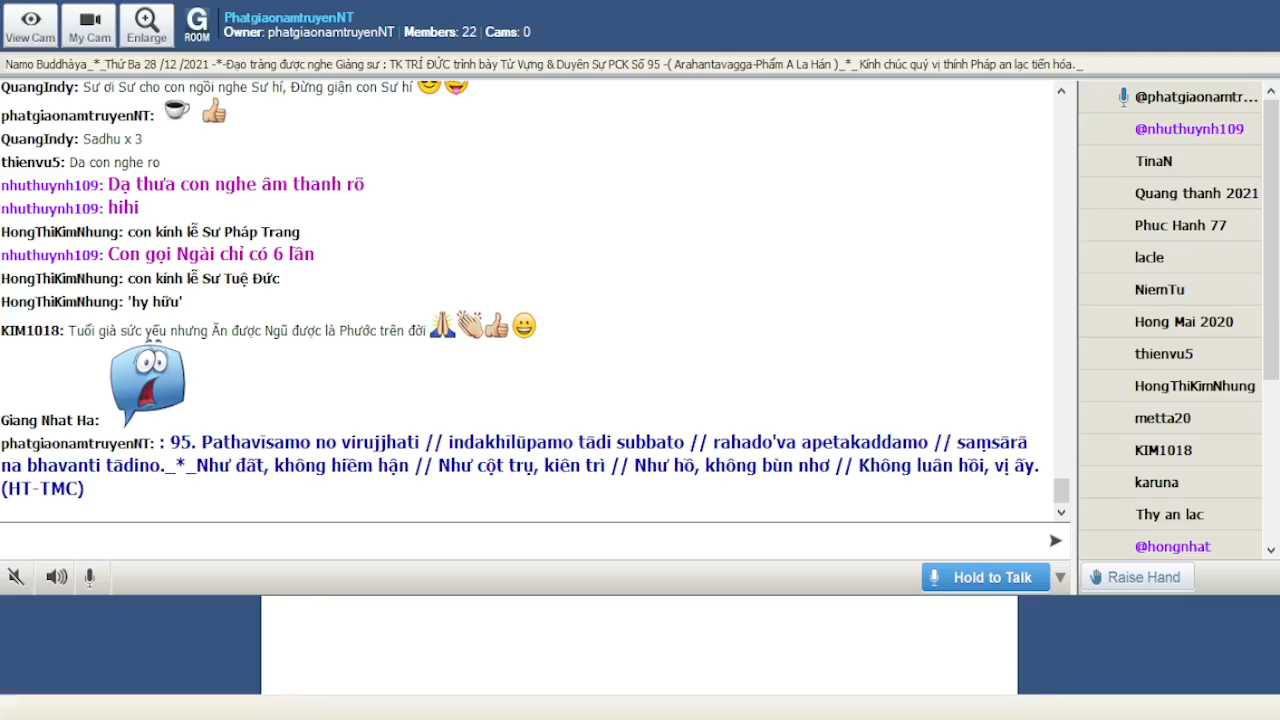 PhatgiaonamtruyenNT
Owner: phatgiaonamtruyenNT | Members: 22 | Cams: 0
View Cam
My Cam
Enlarge
G
ROOM
Namo Buddhàya_*_Thứ Ba 28 /12 /2021 -*-Đạo tràng được nghe Giảng sư : TK TRÍ ĐỨC trình bày Từ Vựng & Duyên Sự PCK Số 95 -( Arahantavagga-Phẩm A La Hán )_*_ Kính chúc quý vị thính Pháp an lạc tiến hóa._
QuangIndy: Sư ơi Sư cho con ngồi nghe Sư hí, Đừng giận con Sư hí
phatgiaonamtruyenNT:
QuangIndy: Sadhu x 3
thienvu5: Da con nghe ro
nhuthuynh109: Dạ thưa con nghe âm thanh rõ
nhuthuynh109: hihi
HongThiKimNhung: con kính lễ Sư Pháp Trang
nhuthuynh109: Con gọi Ngài chỉ có 6 lần
HongThiKimNhung: con kính lễ Sư Tuệ Đức
HongThiKimNhung: 'hy hữu'
KIM1018: Tuổi già sức yếu nhưng Ăn được Ngũ được là Phước trên đời
Giang Nhat Ha:
phatgiaonamtruyenNT: : 95. Pathavīsamo no virujjhati // indakhīlūpamo tādi subbato // rahado'va apetakaddamo // saṃsārā
na bhavanti tādino._*_Như đất, không hiềm hận // Như cột trụ, kiên trì // Như hồ, không bùn nhơ // Không luân hồi, vị ấy.
(HT-TMC)
@phatgiaonamtr...
@nhuthuynh109
TinaN
Quang thanh 2021
Phuc Hanh 77
lacle
NiemTu
Hong Mai 2020
thienvu5
HongThiKimNhung
metta20
KIM1018
karuna
Thy an lac
@hongnhat
Hold to Talk
Raise Hand